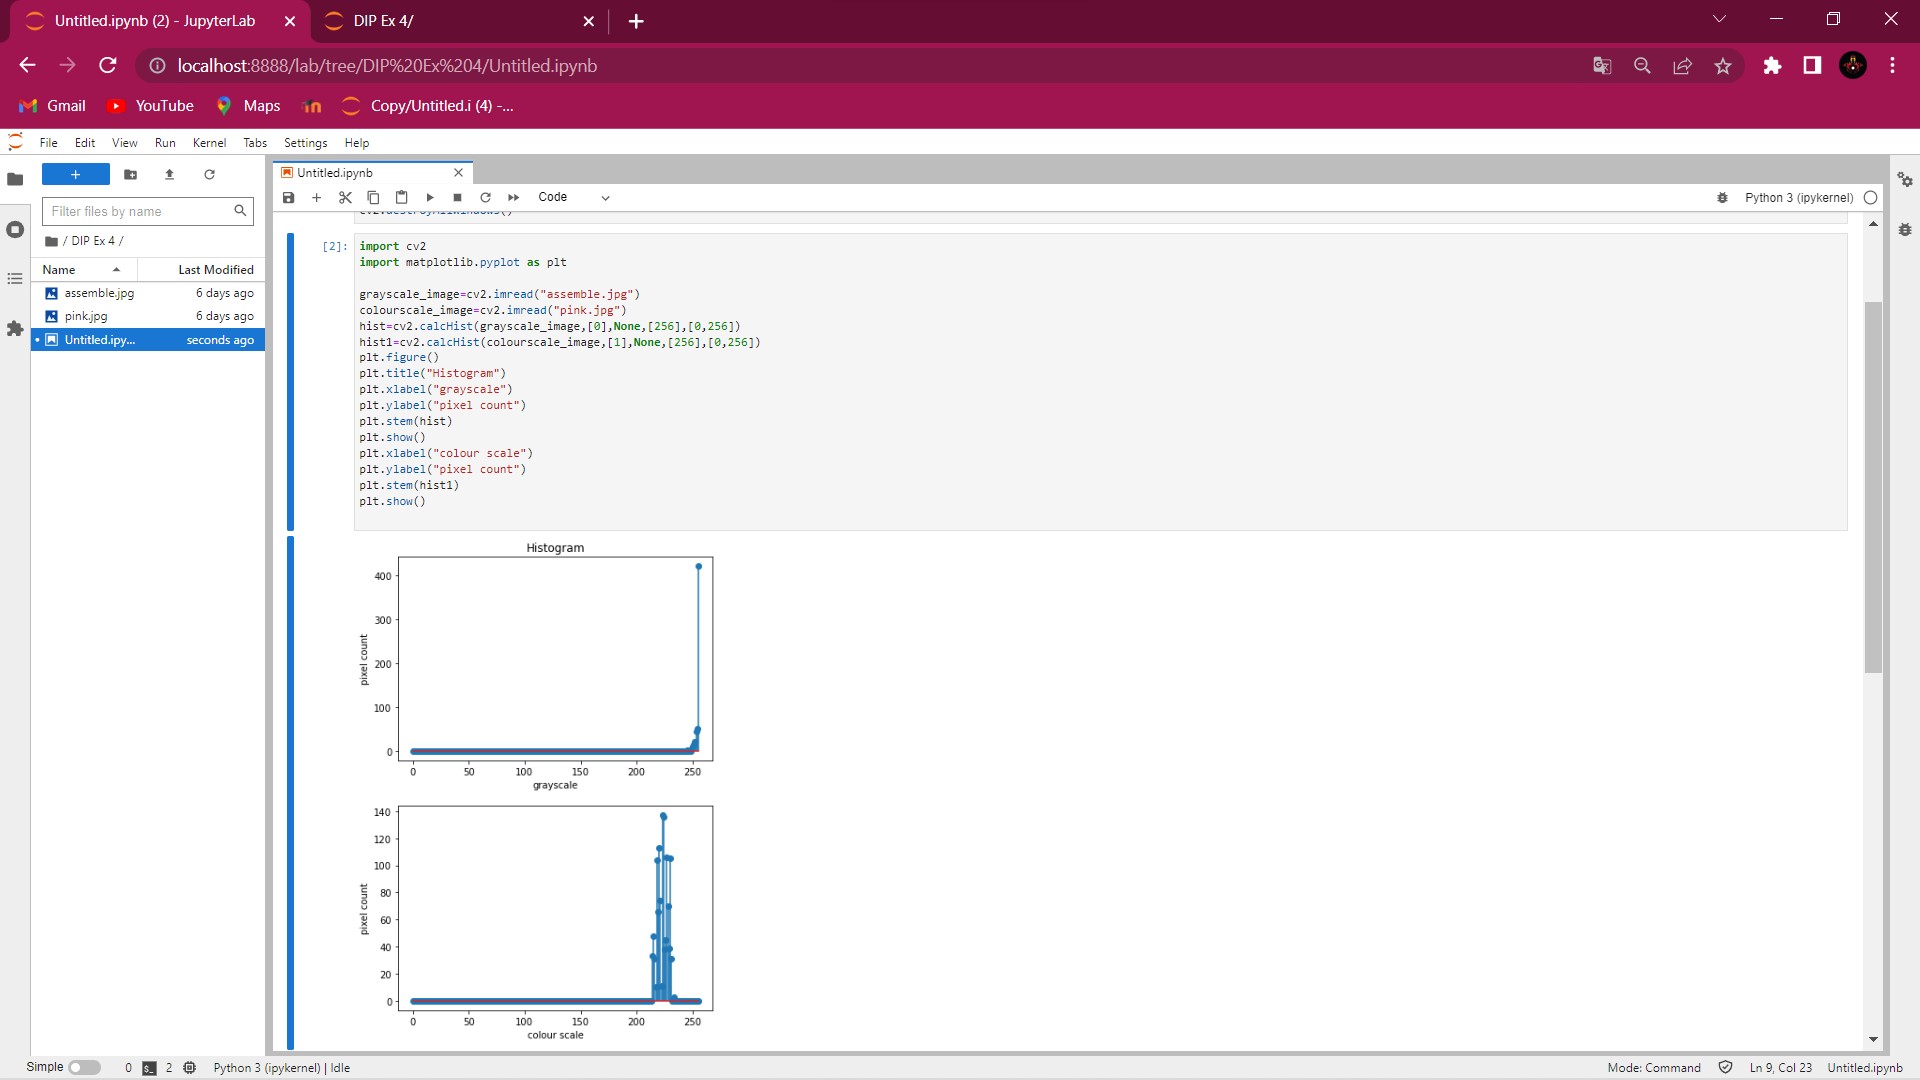 Untitled.ipynb (2) - JupyterLab
DIP Ex 4/
localhost:8888/lab/tree/DIP%20Ex%204/Untitled.ipynb
Gmail YouTube Maps Copy/Untitled.i (4) -...
File Edit View Run Kernel Tabs Settings Help
Untitled.ipynb
Filter files by name
Code
Python 3 (ipykernel)
/ DIP Ex 4 /
Name Last Modified
assemble.jpg 6 days ago
pink.jpg 6 days ago
Untitled.ipy... seconds ago
cv2.destroyAllWindows()
[2]: import cv2
import matplotlib.pyplot as plt
grayscale_image=cv2.imread("assemble.jpg")
colourscale_image=cv2.imread("pink.jpg")
hist=cv2.calcHist(grayscale_image,[0],None,[256],[0,256])
hist1=cv2.calcHist(colourscale_image,[1],None,[256],[0,256])
plt.figure()
plt.title("Histogram")
plt.xlabel("grayscale")
plt.ylabel("pixel count")
plt.stem(hist)
plt.show()
plt.xlabel("colour scale")
plt.ylabel("pixel count")
plt.stem(hist1)
plt.show()
Histogram
400
300
200
100
0
pixel count
0 50 100 150 200 250
grayscale
140
120
100
80
60
40
20
0
pixel count
0 50 100 150 200 250
colour scale
Simple 0 2 Python 3 (ipykernel) | Idle
Mode: Command Ln 9, Col 23 Untitled.ipynb